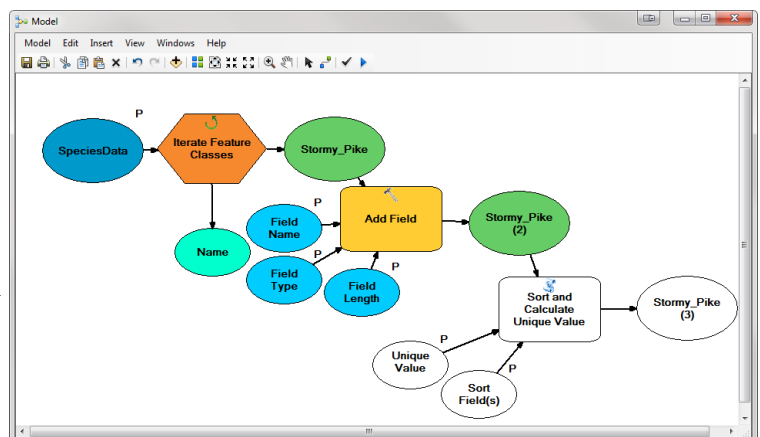 Model
Model Edit Insert View Windows Help
P
SpeciesData
Iterate Feature
Classes
Stormy_Pike
Name
P
Field
Name
P
Field
Type
P
Field
Length
Add Field
Stormy_Pike
(2)
Sort and
Calculate
Unique Value
Stormy_Pike
(3)
P
Unique
Value
P
Sort
Field(s)